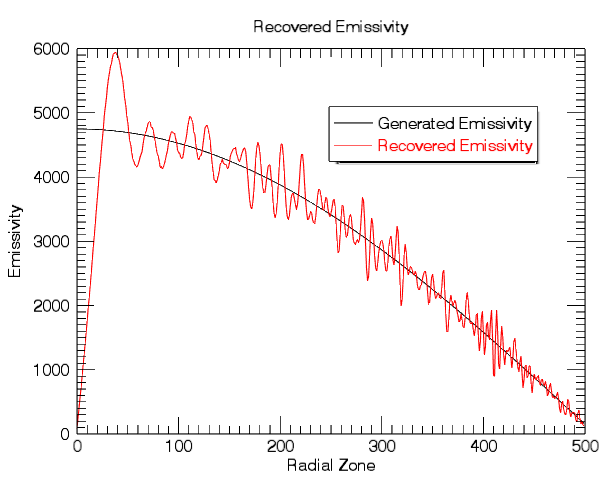 Recovered Emissivity
6000
5000
4000
3000
2000
1000
0
Emissivity
Generated Emissivity
Recovered Emissivity
0 100 200 300 400 500
Radial Zone